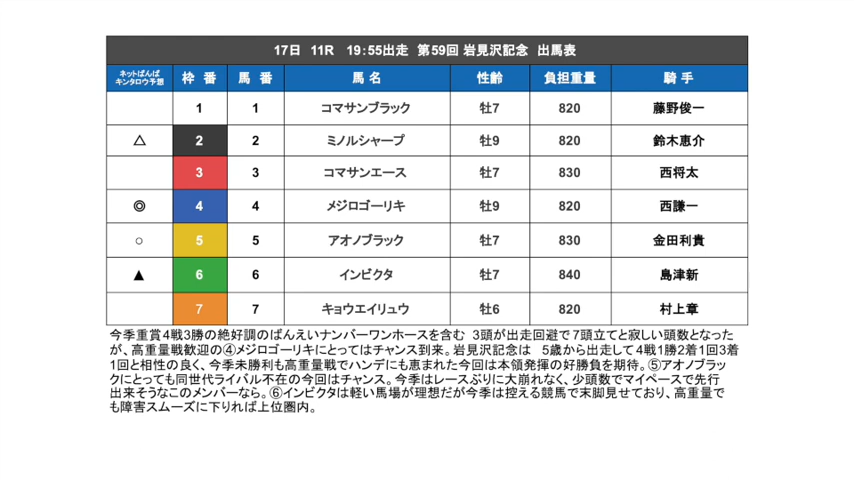 17日 11R 19:55出走 第59回 岩見沢記念 出馬表
ネットばんば キンタロウ予想 枠 番 馬 番 馬 名 性齢 負担重量 騎 手
1 1 コマサンブラック 牡7 820 藤野俊一
△ 2 2 ミノルシャープ 牡9 820 鈴木恵介
3 3 コマサンエース 牡7 830 西将太
◎ 4 4 メジロゴーリキ 牡9 820 西謙一
○ 5 5 アオノブラック 牡7 830 金田利貴
▲ 6 6 インビクタ 牡7 840 島津新
7 7 キョウエイリュウ 牡6 820 村上章
今季重賞4戦3勝の絶好調のばんえいナンバーワンホースを含む 3頭が出走回避で7頭立てと寂しい頭数となった
が、高重量戦歓迎の④メジロゴーリキにとってはチャンス到来。岩見沢記念は 5歳から出走して4戦1勝2着1回3着
1回と相性の良く、今季未勝利も高重量戦でハンデにも恵まれた今回は本領発揮の好勝負を期待。⑤アオノブラッ
クにとっても同世代ライバル不在の今回はチャンス。今季はレースぶりに大崩れなく、少頭数でマイペースで先行
出来そうなこのメンバーなら。⑥インビクタは軽い馬場が理想だが今季は控える競馬で末脚見せており、高重量で
も障害スムーズに下りれば上位圏内。